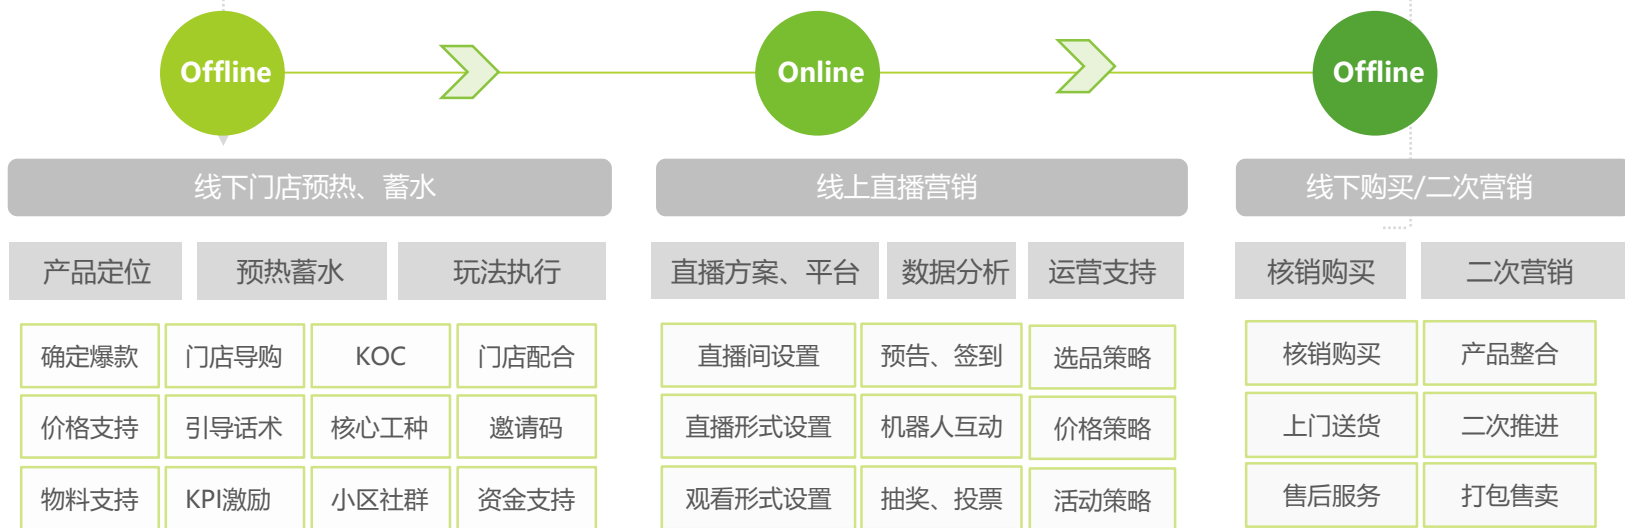 Offline
Online
Offline
线下门店预热、蓄水
线上直播营销
线下购买/二次营销
产品定位
预热蓄水
玩法执行
直播方案、平台
数据分析
运营支持
核销购买
二次营销
确定爆款
门店导购
KOC
门店配合
直播间设置
预告、签到
选品策略
核销购买
产品整合
价格支持
引导话术
核心工种
邀请码
直播形式设置
机器人互动
价格策略
上门送货
二次推进
物料支持
KPI激励
小区社群
资金支持
观看形式设置
抽奖、投票
活动策略
售后服务
打包售卖